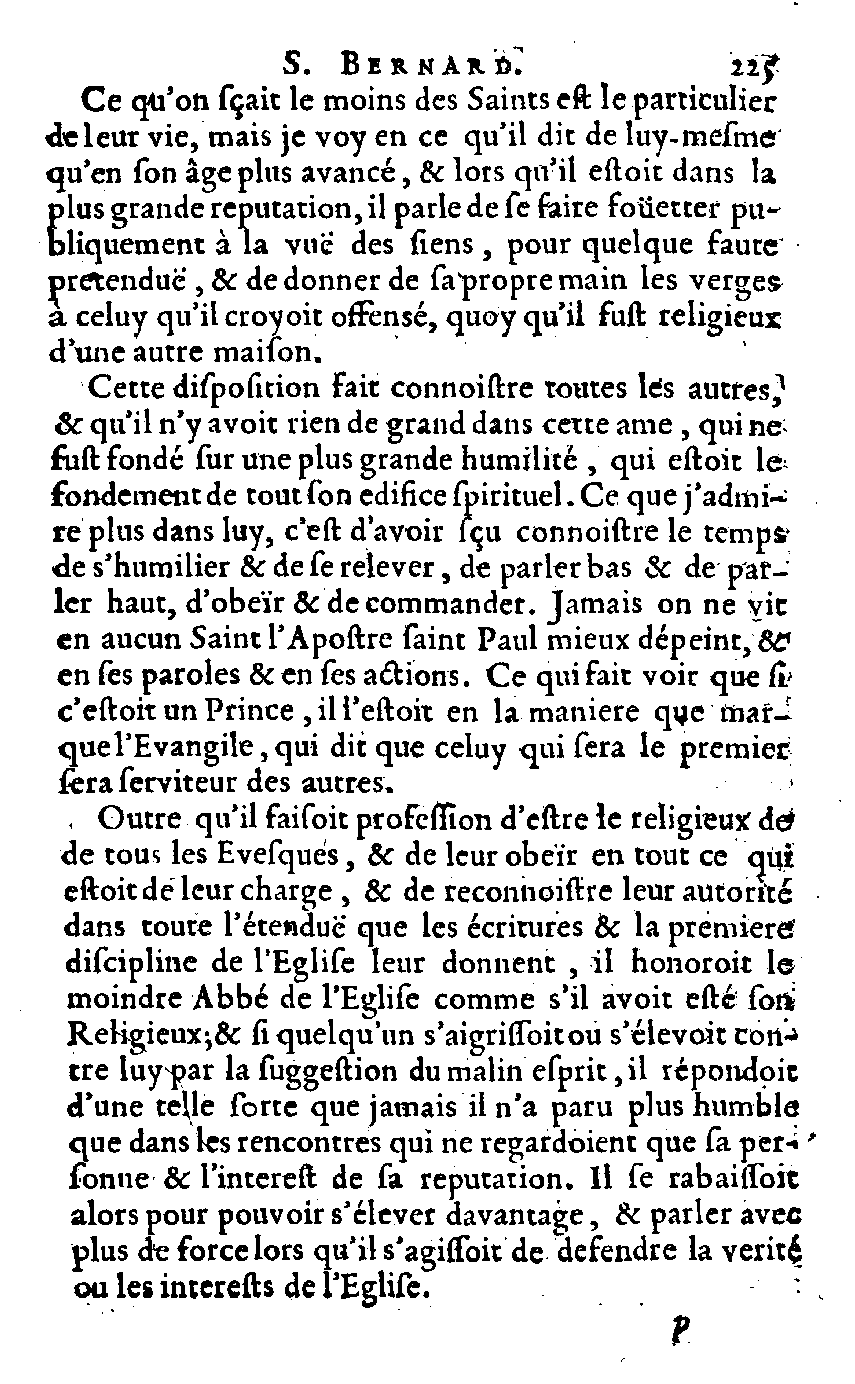 S. BERNARD. 225
Ce qu'on ſçait le moins des Saints eſt le particulier
de leur vie, mais je voy en ce qu'il dit de luy-meſme
qu'en ſon âge plus avancé, & lors qu'il eſtoit dans la
plus grande reputation, il parle de ſe faire foüetter pu-
bliquement à la vuë des ſiens, pour quelque faute
pretenduë, & de donner de ſa propre main les verges
à celuy qu'il croyoit offensé, quoy qu'il fuſt religieux
d'une autre maiſon.
Cette diſpoſition fait connoiſtre toutes les autres,
& qu'il n'y avoit rien de grand dans cette ame, qui ne
fuſt fondé ſur une plus grande humilité, qui eſtoit le
fondement de tout ſon edifice ſpirituel. Ce que j'admi-
re plus dans luy, c'eſt d'avoir ſçu connoiſtre le temps
de s'humilier & de ſe relever, de parler bas & de par-
ler haut, d'obeïr & de commander. Jamais on ne vit
en aucun Saint l'Apoſtre ſaint Paul mieux dépeint, &
en ſes paroles & en ſes actions. Ce qui fait voir que ſi
c'eſtoit un Prince, il l'eſtoit en la maniere que mar-
que l'Evangile, qui dit que celuy qui ſera le premier
ſera ſerviteur des autres.
Outre qu'il faiſoit profeſſion d'eſtre le religieux de
de tous les Eveſques, & de leur obeïr en tout ce qui
eſtoit de leur charge, & de reconnoiſtre leur autorité
dans toute l'étenduë que les écritures & la premiere
diſcipline de l'Egliſe leur donnent, il honoroit le
moindre Abbé de l'Egliſe comme s'il avoit eſté ſon
Religieux; & ſi quelqu'un s'aigriſſoit ou s'élevoit con-
tre luy par la ſuggeſtion du malin eſprit, il répondoit
d'une telle ſorte que jamais il n'a paru plus humble
que dans les rencontres qui ne regardoient que ſa per-
ſonne & l'intereſt de ſa reputation. Il ſe rabaiſſoit
alors pour pouvoir s'élever davantage, & parler avec
plus de force lors qu'il s'agiſſoit de defendre la verité
ou les intereſts de l'Egliſe.
P